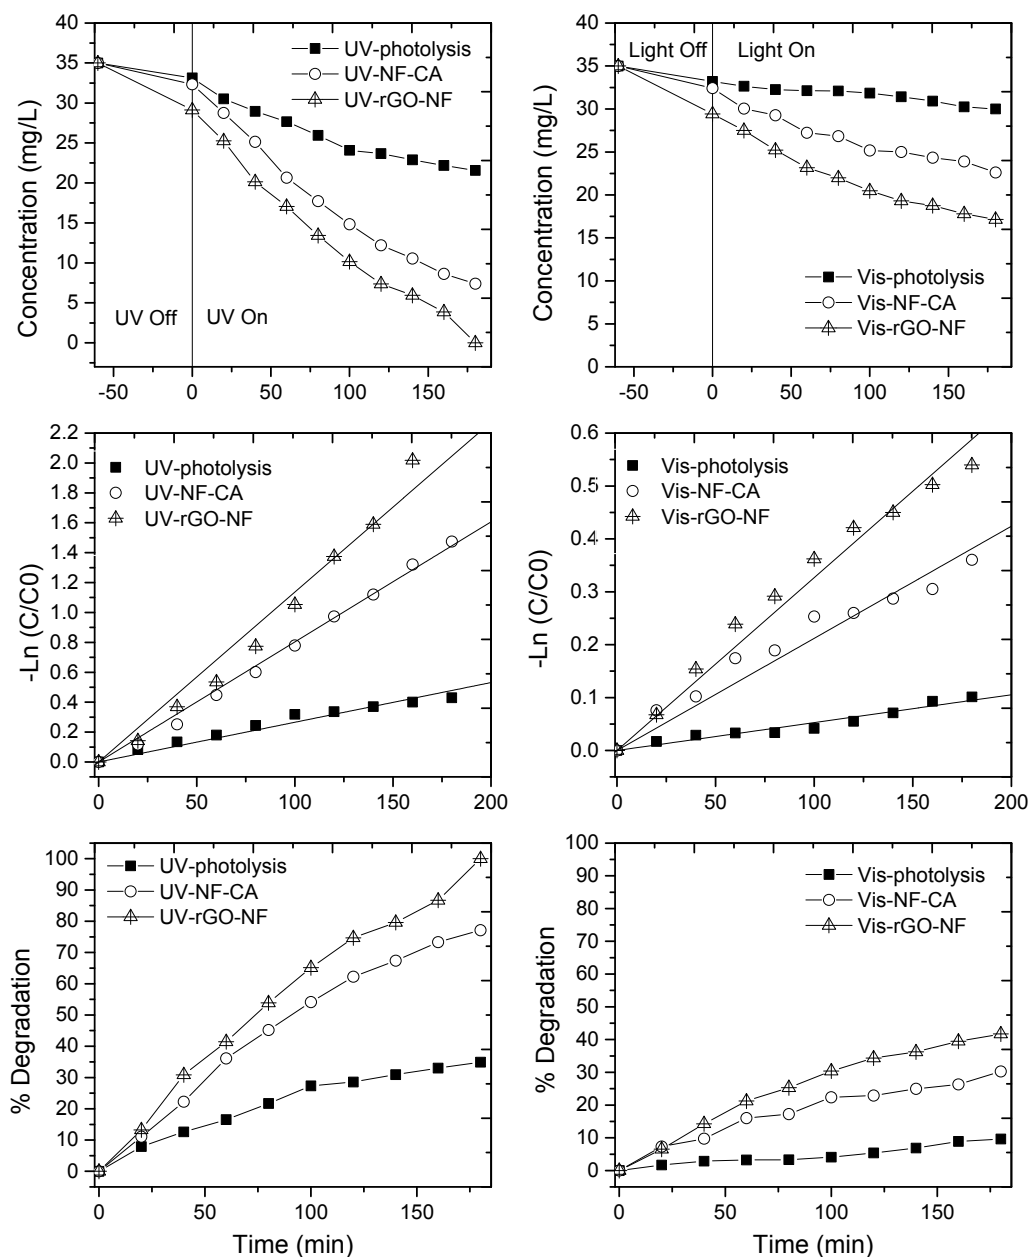 40
35
30
25
20
15
10
5
0
Concentration (mg/L)
UV-photolysis
UV-NF-CA
UV-rGO-NF
UV Off
UV On
-50
0
50
100
150
40
35
30
25
20
15
10
5
0
Concentration (mg/L)
Light Off
Light On
Vis-photolysis
Vis-NF-CA
Vis-rGO-NF
-50
0
50
100
150
2.2
2.0
1.8
1.6
1.4
1.2
1.0
0.8
0.6
0.4
0.2
0.0
-Ln (C/C0)
UV-photolysis
UV-NF-CA
UV-rGO-NF
0
50
100
150
200
0.6
0.5
0.4
0.3
0.2
0.1
0.0
-Ln (C/C0)
Vis-photolysis
Vis-NF-CA
Vis-rGO-NF
0
50
100
150
200
100
90
80
70
60
50
40
30
20
10
0
% Degradation
UV-photolysis
UV-NF-CA
UV-rGO-NF
0
50
100
150
Time (min)
100
90
80
70
60
50
40
30
20
10
0
% Degradation
Vis-photolysis
Vis-NF-CA
Vis-rGO-NF
0
50
100
150
Time (min)